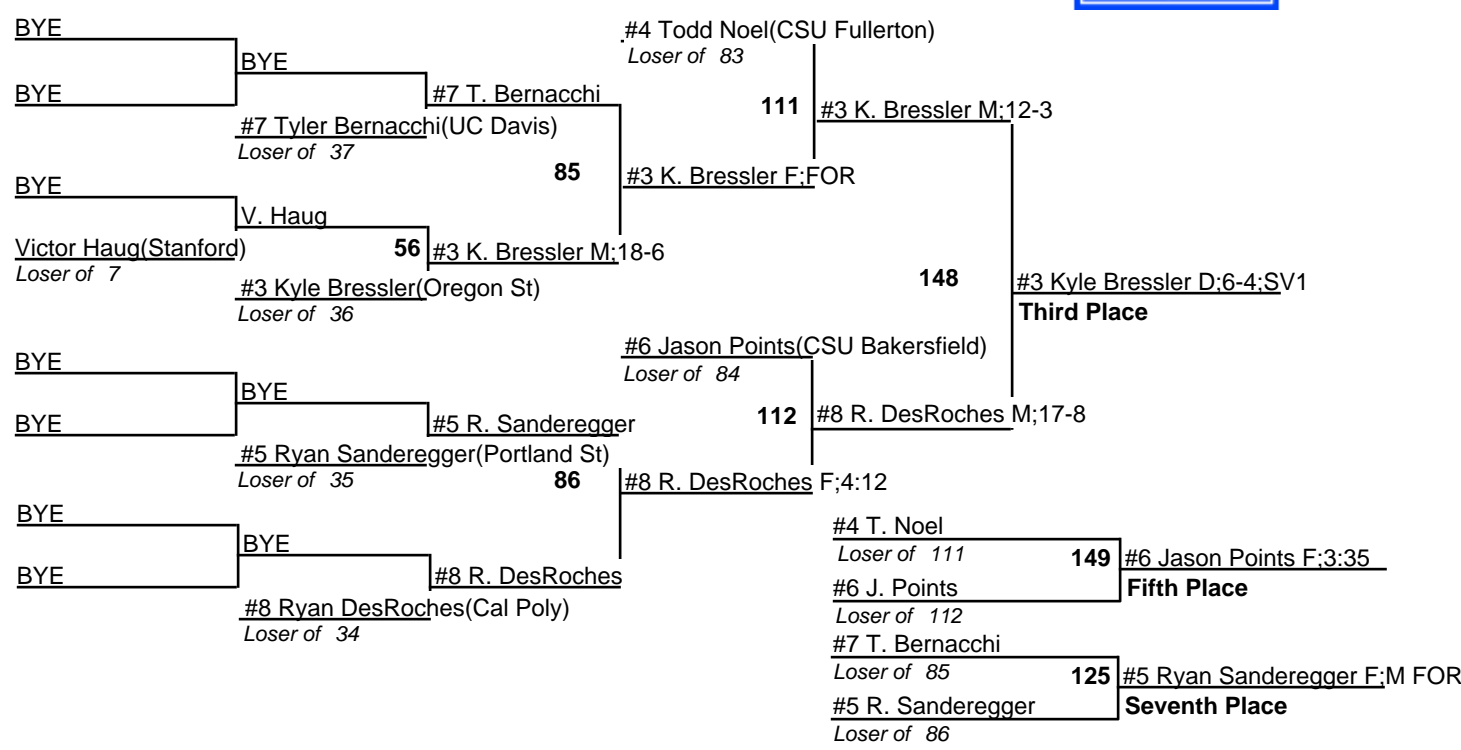 BYE
#4 Todd Noel(CSU Fullerton)
Loser of 83
BYE
BYE
#7 T. Bernacchi
111
#3 K. Bressler M;12-3
#7 Tyler Bernacchi(UC Davis)
Loser of 37
85
#3 K. Bressler F;FOR
BYE
V. Haug
Victor Haug(Stanford)
Loser of 7
56
#3 K. Bressler M;18-6
#3 Kyle Bressler(Oregon St)
Loser of 36
148
#3 Kyle Bressler D;6-4;SV1
Third Place
#6 Jason Points(CSU Bakersfield)
Loser of 84
BYE
BYE
BYE
#5 R. Sanderegger
112
#8 R. DesRoches M;17-8
#5 Ryan Sanderegger(Portland St)
Loser of 35
86
#8 R. DesRoches F;4:12
BYE
BYE
BYE
#8 R. DesRoches
#8 Ryan DesRoches(Cal Poly)
Loser of 34
#4 T. Noel
Loser of 111
149
#6 Jason Points F;3:35
#6 J. Points
Fifth Place
Loser of 112
#7 T. Bernacchi
Loser of 85
125
#5 Ryan Sanderegger F;M FOR
#5 R. Sanderegger
Seventh Place
Loser of 86